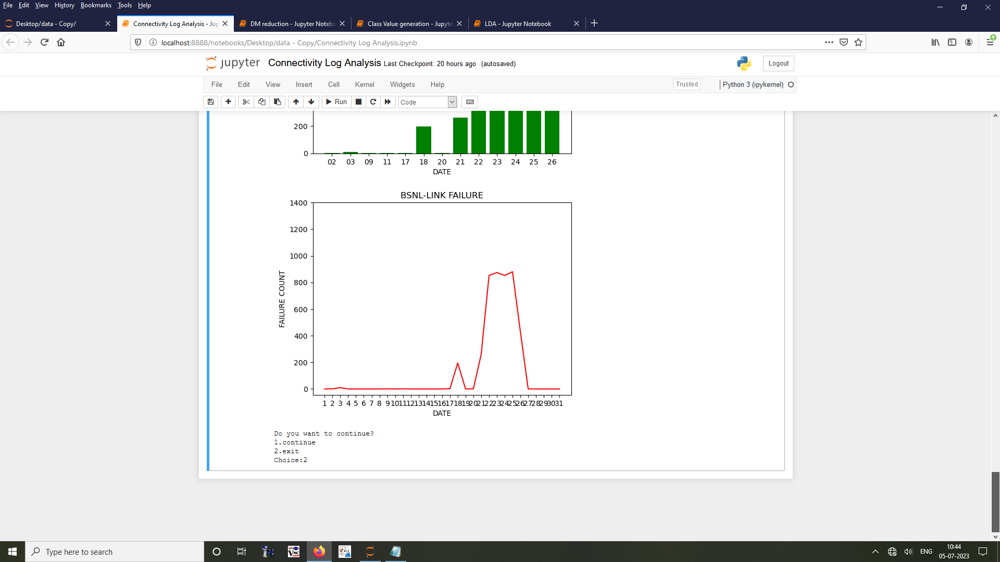 File Edit View History Bookmarks Tools Help
Desktop/data - Copy/
Connectivity Log Analysis - Jup
DM reduction - Jupyter Notebo
Class Value generation - Jupyte
LDA - Jupyter Notebook
localhost:8888/notebooks/Desktop/data - Copy/Connectivity Log Analysis.ipynb
jupyter Connectivity Log Analysis Last Checkpoint: 20 hours ago (autosaved)
Logout
File Edit View Insert Cell Kernel Widgets Help
Trusted
Python 3 (ipykernel)
Run
Code
200
0
02 03 09 11 17 18 20 21 22 23 24 25 26
DATE
BSNL-LINK FAILURE
1400
1200
1000
800
600
400
200
0
FAILURE COUNT
1 2 3 4 5 6 7 8 9 10 11 12 13 14 15 16 17 18 19 20 21 22 23 24 25 26 27 28 29 30 31
DATE
Do you want to continue?
1.continue
2.exit
Choice:2
Type here to search
VNC
ENG
10:44
05-07-2023